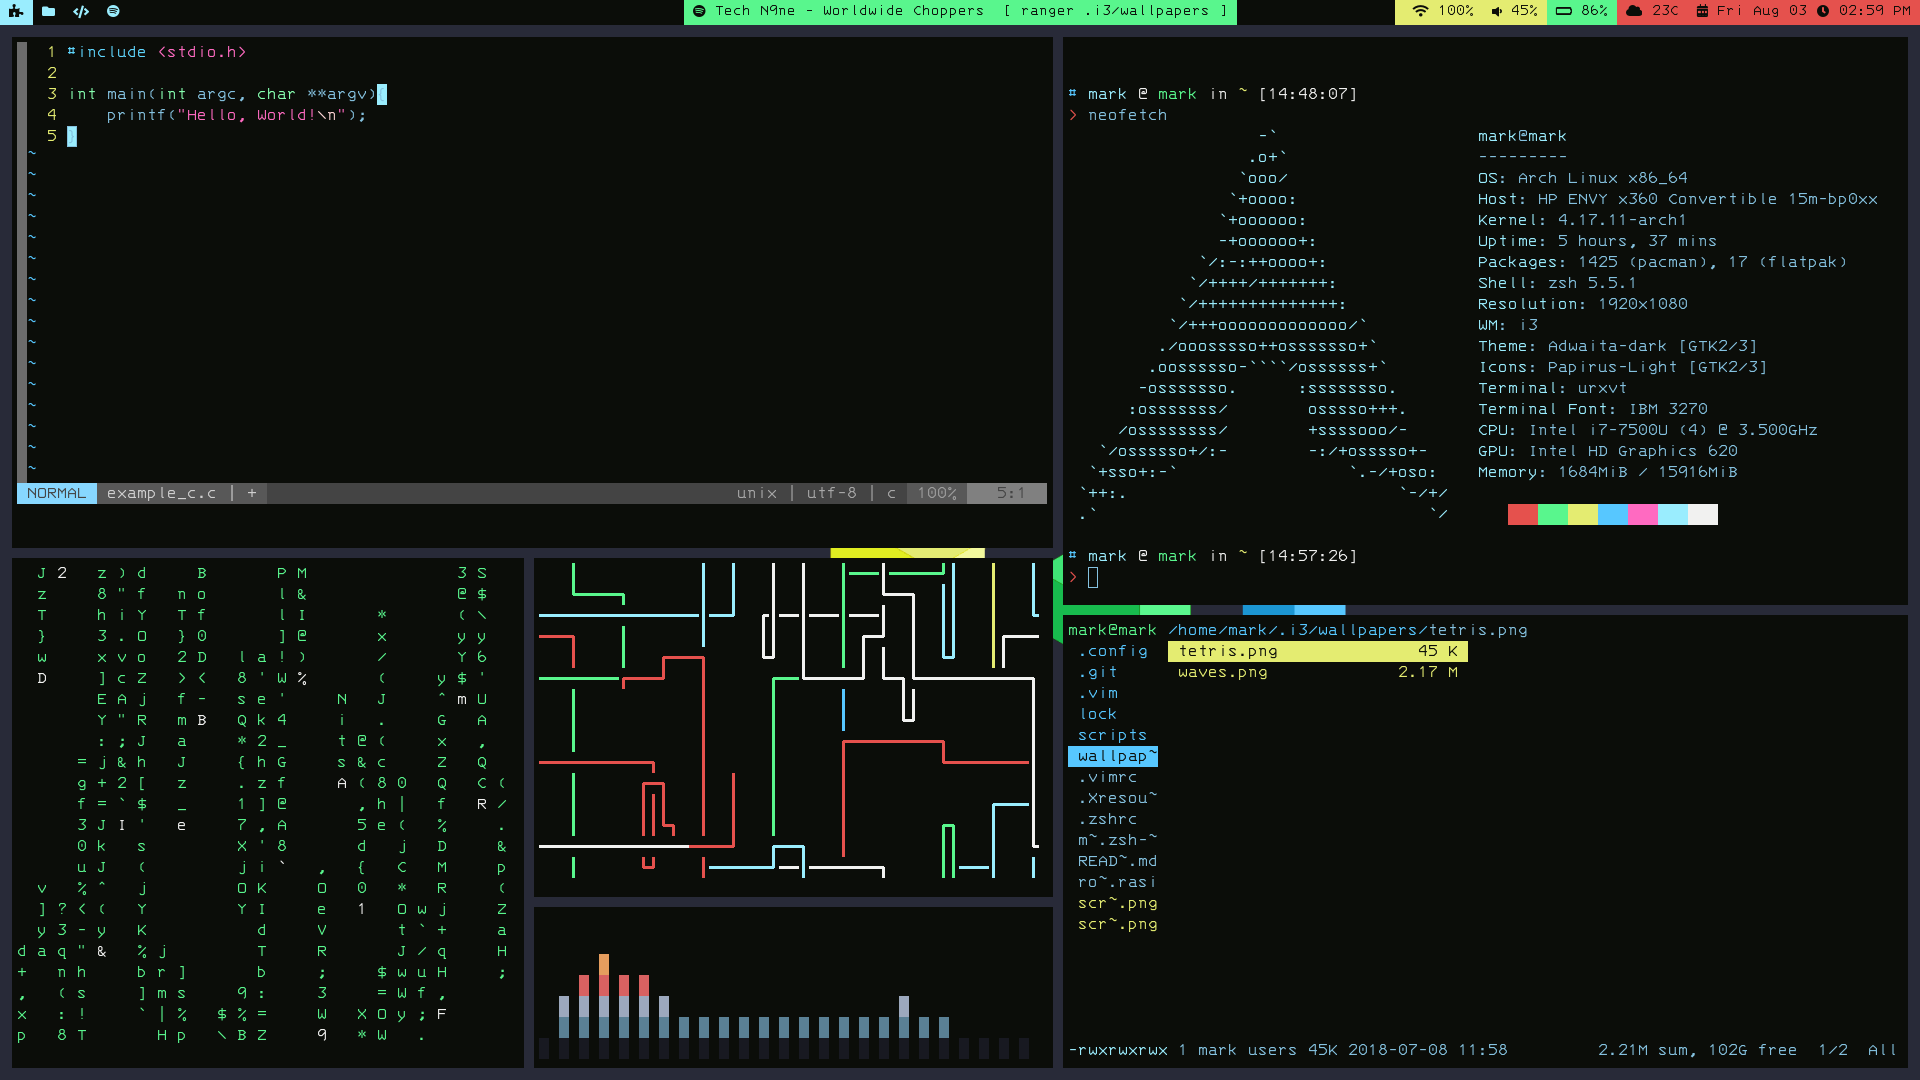 Tech N9ne - Worldwide Choppers [ ranger .i3/wallpapers ]
100% 45% 86% 23C Fri Aug 03 02:59 PM
1 #include <stdio.h>
2
3 int main(int argc, char **argv){
4     printf("Hello, World!\n");
5 }
NORMAL example_c.c | + unix | utf-8 | c 100% 5:1
# mark @ mark in ~ [14:48:07]
> neofetch
mark@mark
---------
OS: Arch Linux x86_64
Host: HP ENVY x360 Convertible 15m-bp0xx
Kernel: 4.17.11-arch1
Uptime: 5 hours, 37 mins
Packages: 1425 (pacman), 17 (flatpak)
Shell: zsh 5.5.1
Resolution: 1920x1080
WM: i3
Theme: Adwaita-dark [GTK2/3]
Icons: Papirus-Light [GTK2/3]
Terminal: urxvt
Terminal Font: IBM 3270
CPU: Intel i7-7500U (4) @ 3.500GHz
GPU: Intel HD Graphics 620
Memory: 1684MiB / 15916MiB
# mark @ mark in ~ [14:57:26]
>
mark@mark /home/mark/.i3/wallpapers/tetris.png
.config tetris.png 45 K
.git waves.png 2.17 M
.vim
lock
scripts
wallpap~
.vimrc
.Xresou~
.zshrc
m~.zsh-~
READ~.md
ro~.rasi
scr~.png
scr~.png
-rwxrwxrwx 1 mark users 45K 2018-07-08 11:58 2.21M sum, 102G free 1/2 All